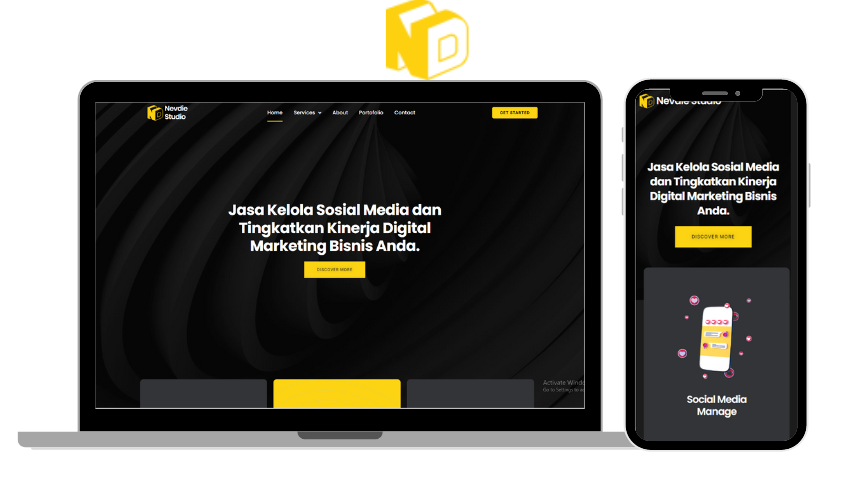 ND
Nevdie
Studio
Home
Services
About
Portofolio
Contact
GET STARTED
Jasa Kelola Sosial Media dan
Tingkatkan Kinerja Digital
Marketing Bisnis Anda.
DISCOVER MORE
Activate Windo
Go to Settings to ac
Nevdie Studio
Jasa Kelola Sosial Media
dan Tingkatkan Kinerja
Digital Marketing Bisnis
Anda.
DISCOVER MORE
Social Media
Manage